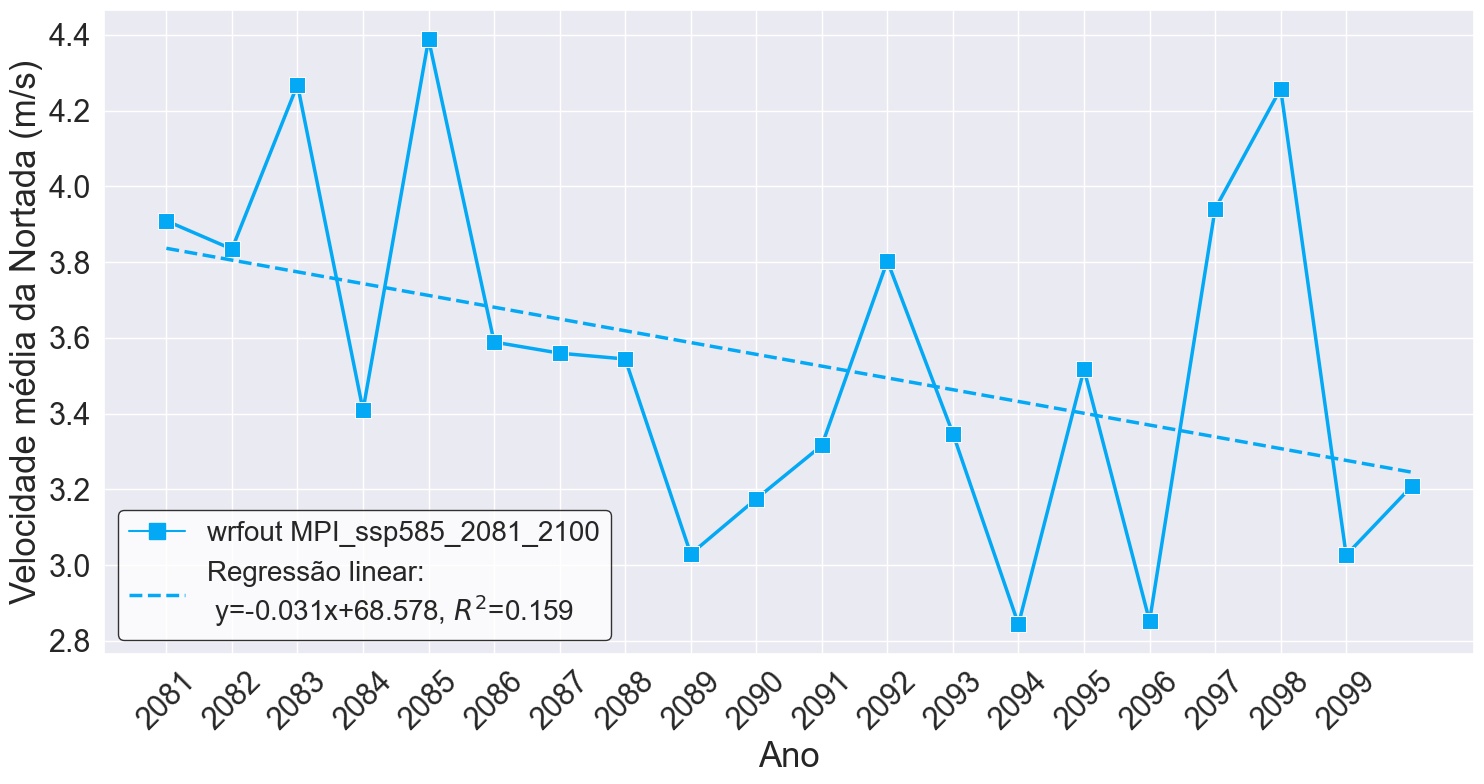 Velocidade média da Nortada (m/s)
4.4
4.2
4.0
3.8
3.6
3.4
3.2
3.0
2.8
wrfout MPI_ssp585_2081_2100
Regressão linear:
y=-0.031x+68.578, R²=0.159
2081 2082 2083 2084 2085 2086 2087 2088 2089 2090 2091 2092 2093 2094 2095 2096 2097 2098 2099
Ano